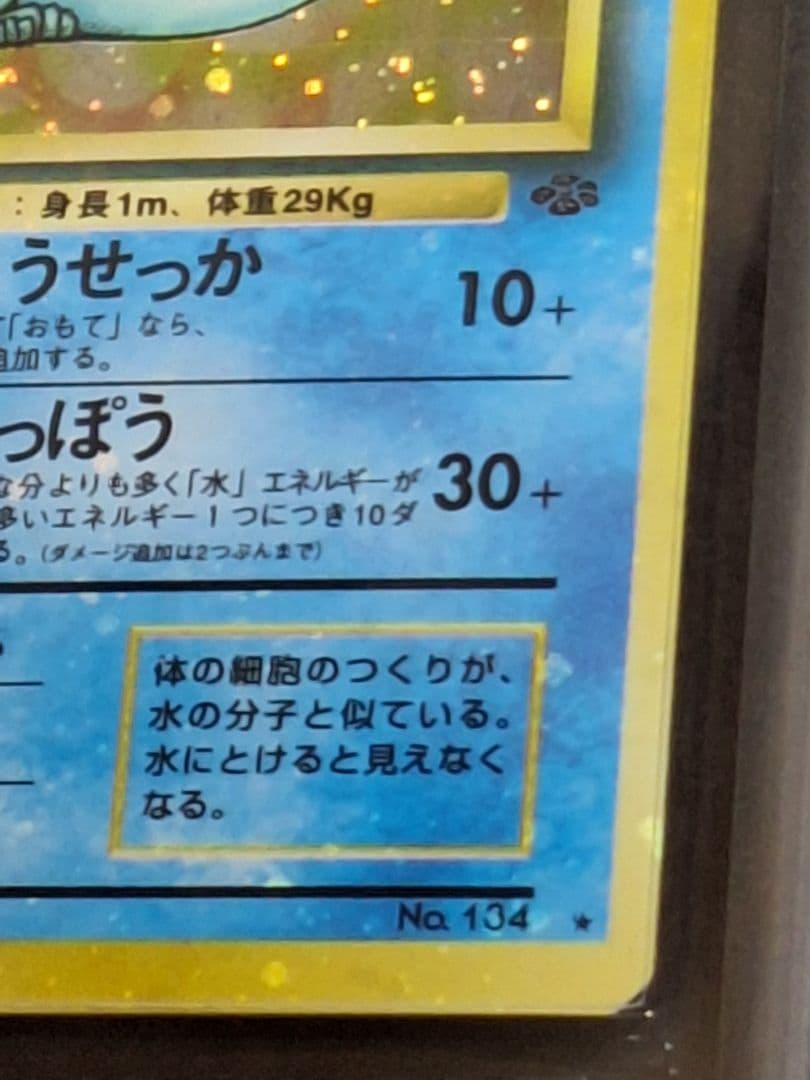 ：身長1m、体重29Kg
うせっか 10+
「おもて」なら、
追加する。
っぽう 30+
な分よりも多く「水」エネルギーが
多いエネルギー1つにつき10ダ
る。(ダメージ追加は2つぶんまで)
体の細胞のつくりが、
水の分子と似ている。
水にとけると見えなく
なる。
No. 134 ★